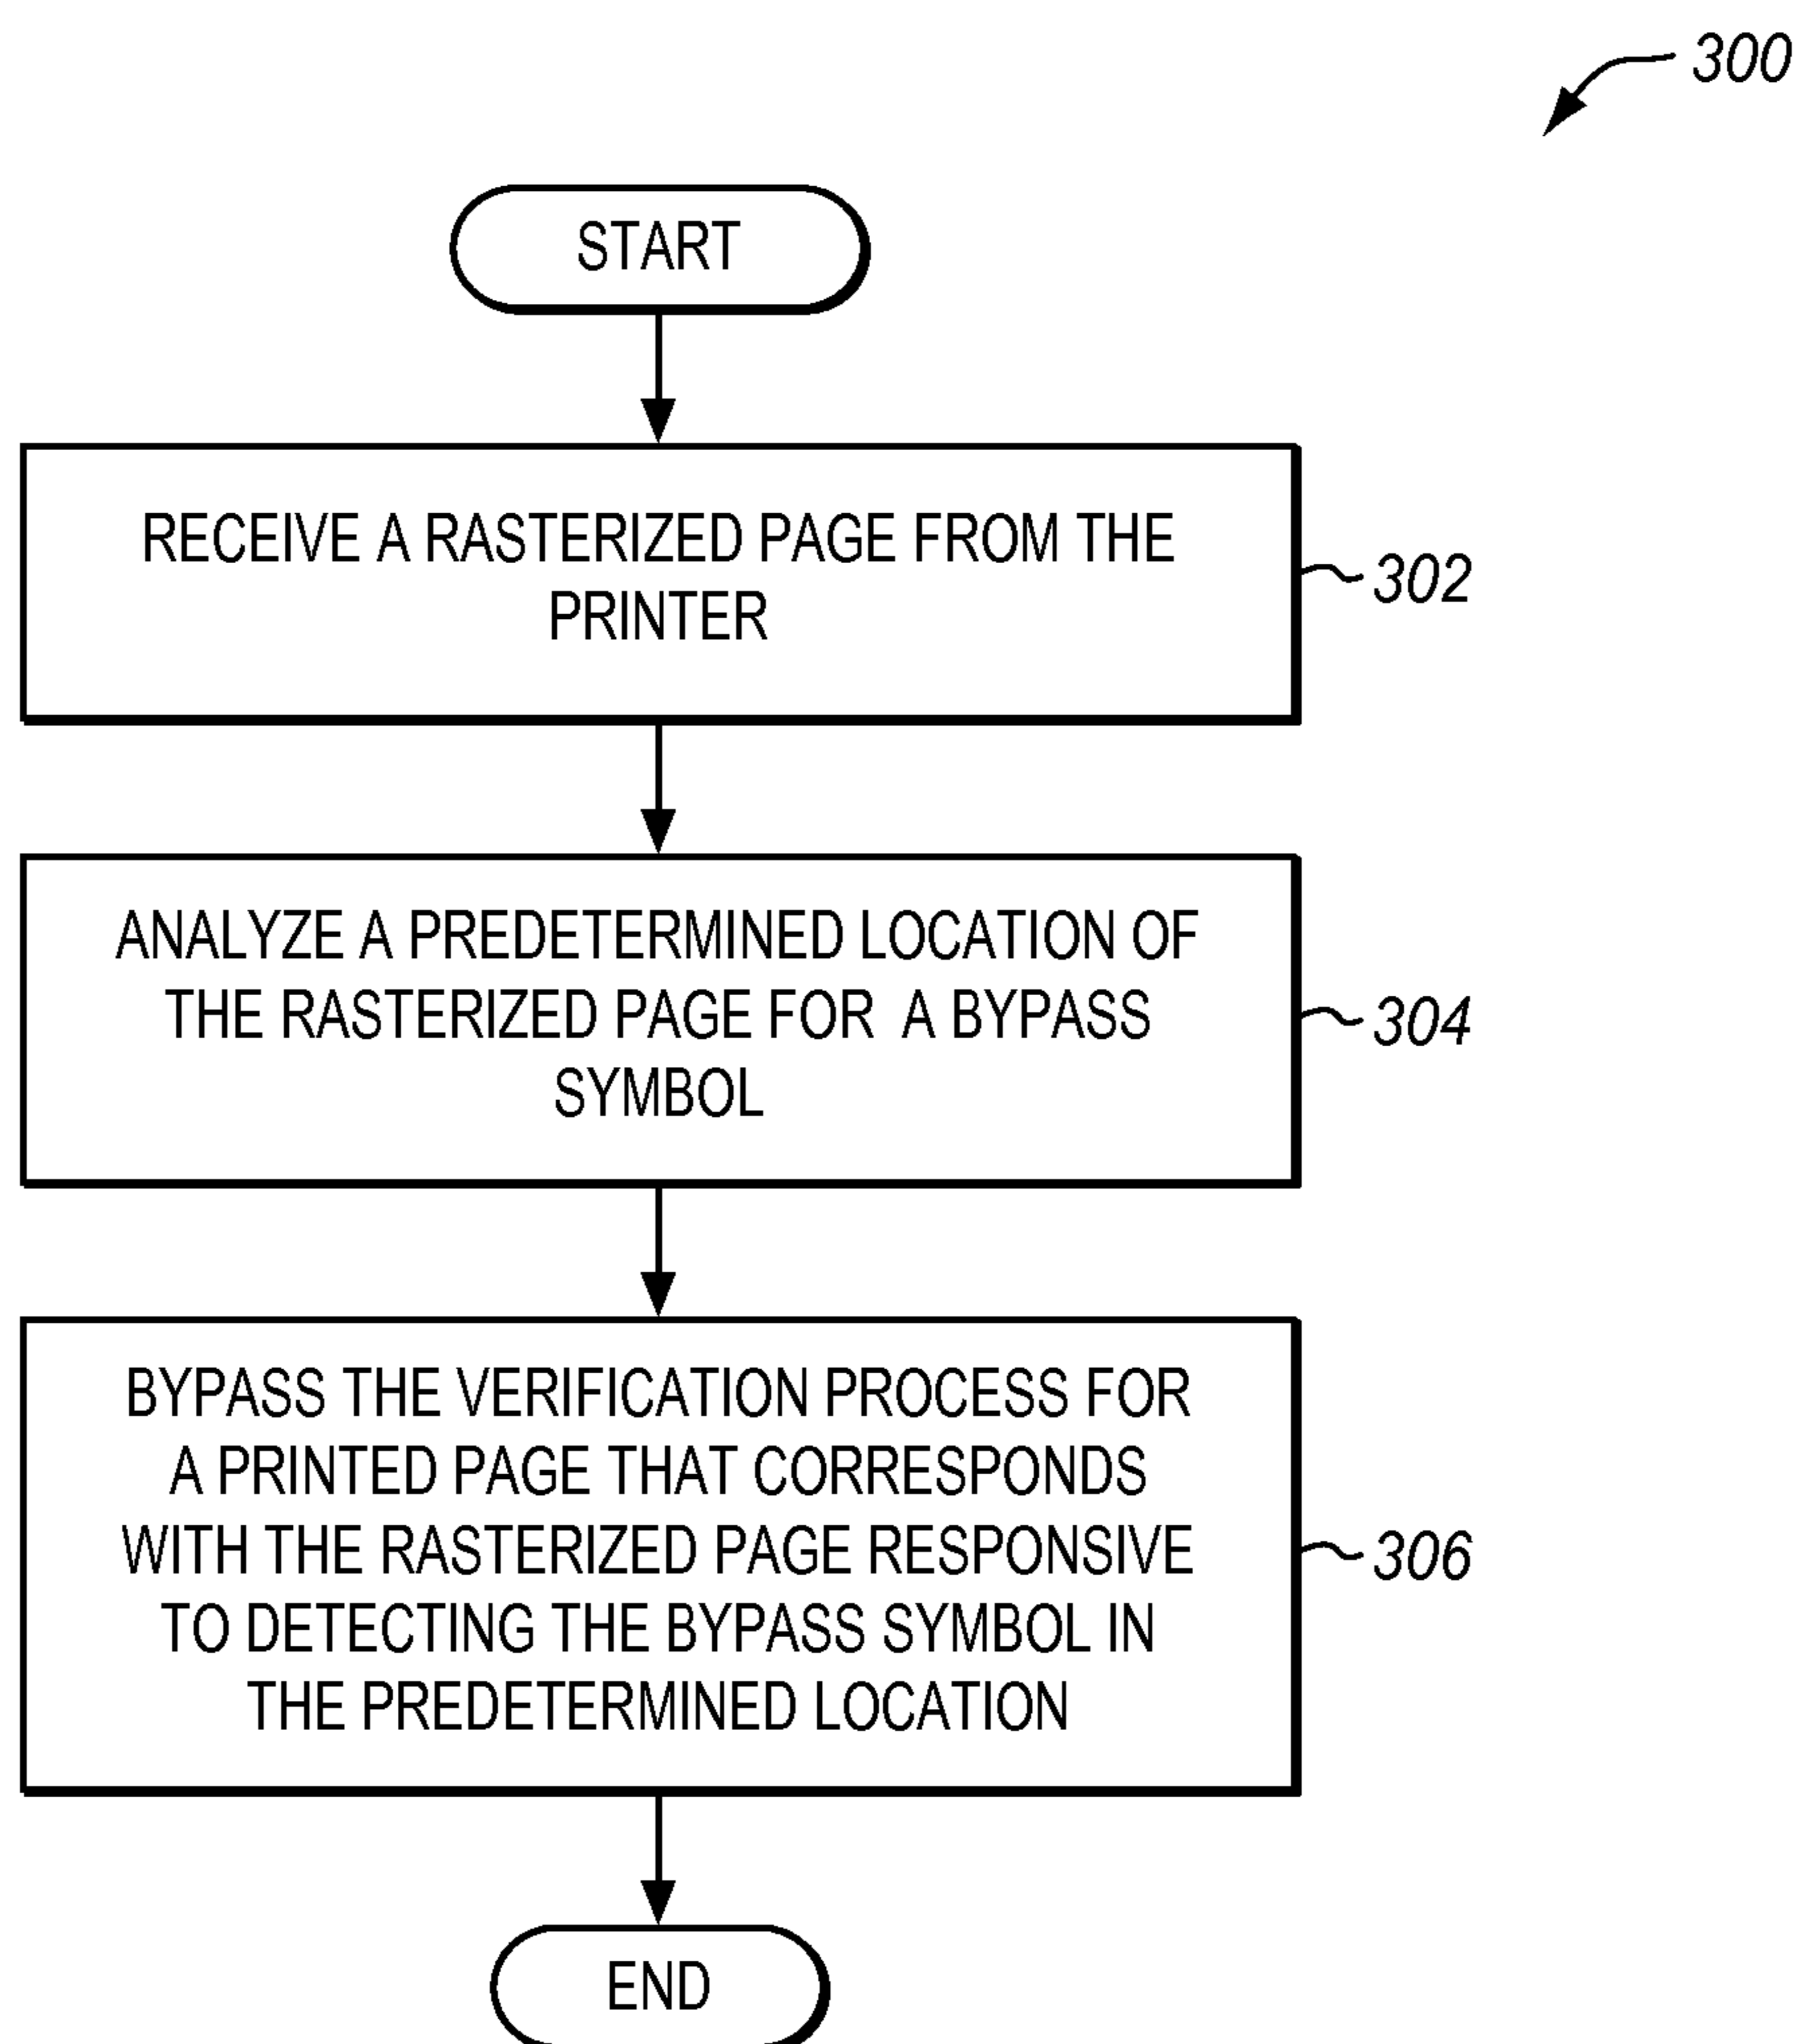 300
START
RECEIVE A RASTERIZED PAGE FROM THE
PRINTER
302
ANALYZE A PREDETERMINED LOCATION OF
THE RASTERIZED PAGE FOR A BYPASS
SYMBOL
304
BYPASS THE VERIFICATION PROCESS FOR
A PRINTED PAGE THAT CORRESPONDS
WITH THE RASTERIZED PAGE RESPONSIVE
TO DETECTING THE BYPASS SYMBOL IN
THE PREDETERMINED LOCATION
306
END